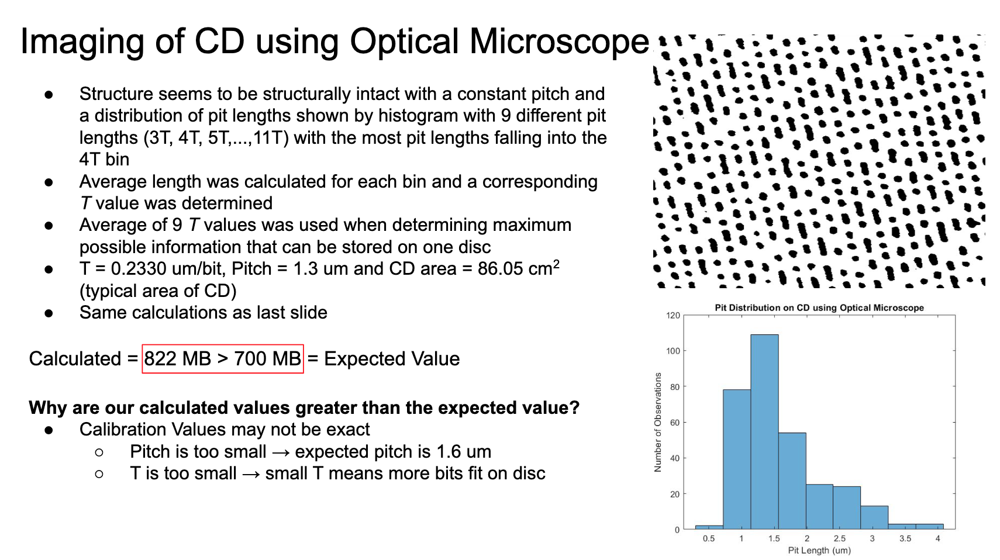 Imaging of CD using Optical Microscope
● Structure seems to be structurally intact with a constant pitch and
a distribution of pit lengths shown by histogram with 9 different pit
lengths (3T, 4T, 5T,...,11T) with the most pit lengths falling into the
4T bin
● Average length was calculated for each bin and a corresponding
T value was determined
● Average of 9 T values was used when determining maximum
possible information that can be stored on one disc
● T = 0.2330 um/bit, Pitch = 1.3 um and CD area = 86.05 cm²
(typical area of CD)
● Same calculations as last slide
Calculated = 822 MB > 700 MB = Expected Value
Why are our calculated values greater than the expected value?
● Calibration Values may not be exact
○ Pitch is too small → expected pitch is 1.6 um
○ T is too small → small T means more bits fit on disc
Pit Distribution on CD using Optical Microscope
Number of Observations
120
100
80
60
40
20
0
0.5 1 1.5 2 2.5 3 3.5 4
Pit Length (um)